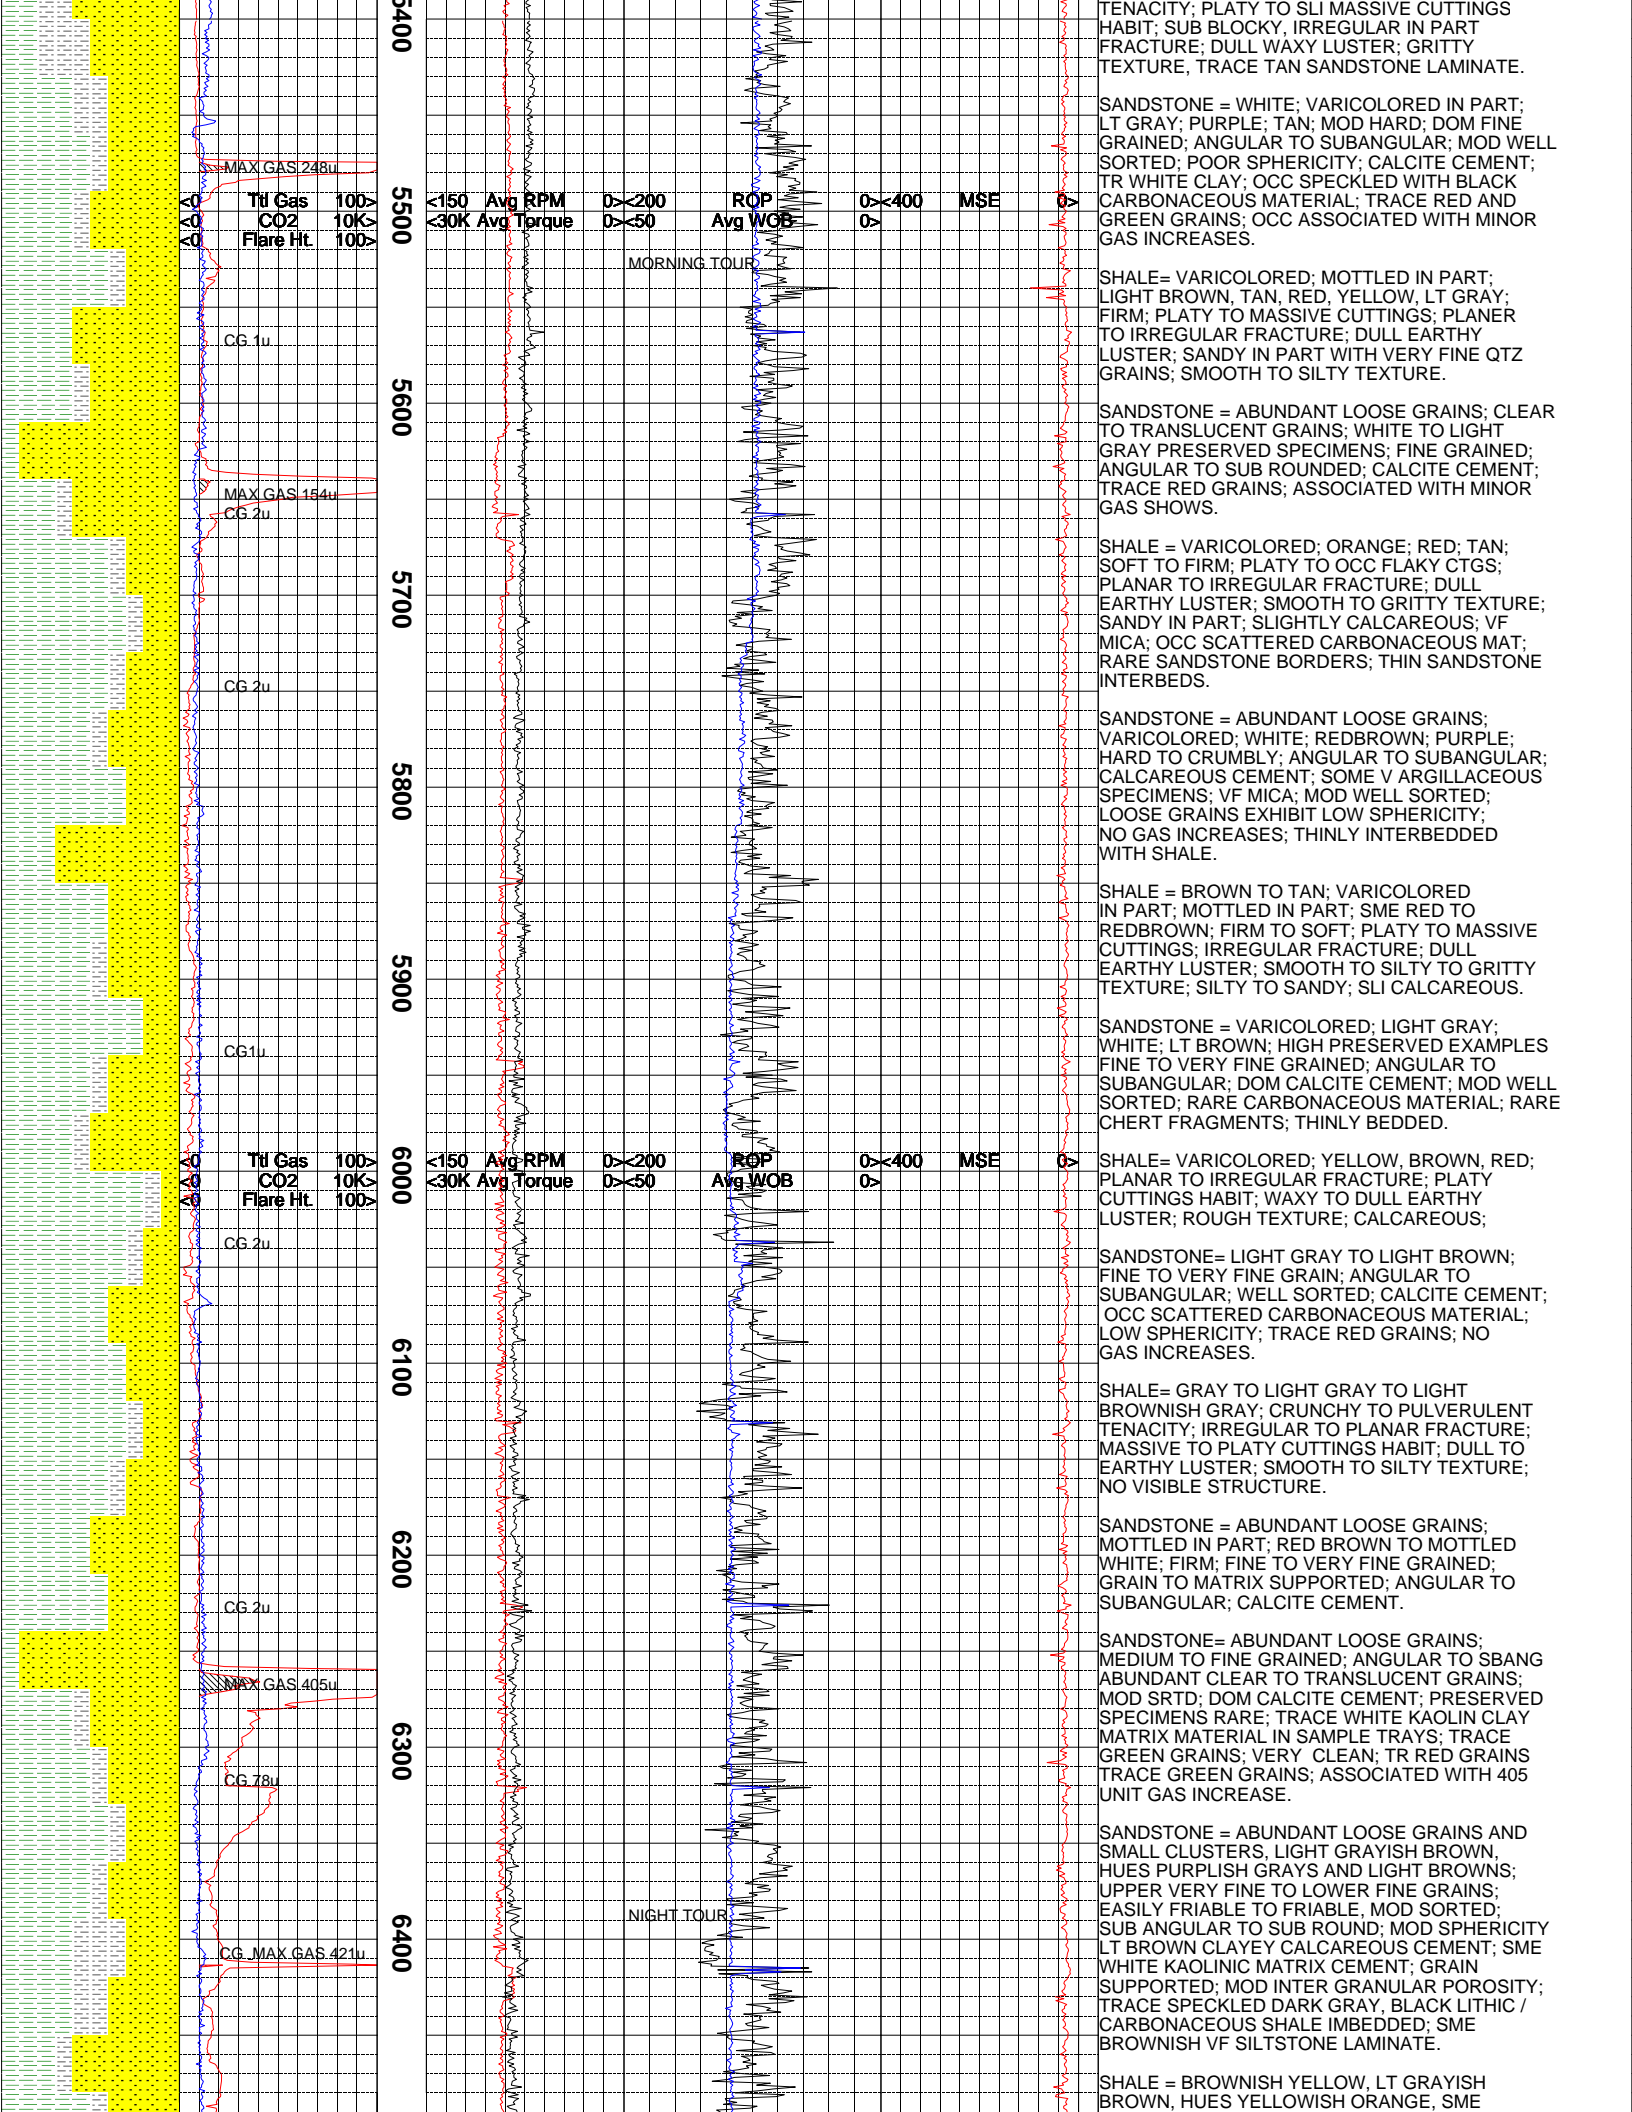 5400
MAX GAS 248u
<0 Ttl Gas 100>
<0 CO2 10K>
<0 Flare Ht. 100>
5500
<150 Avg RPM 0>
<30K Avg Torque 0>
<200 ROP 0>
<50 Avg WOB 0>
<400 MSE 0>
MORNING TOUR
CG 1u
5600
MAX GAS 154u
CG 2u
5700
CG 2u
5800
5900
CG1u
<0 Ttl Gas 100>
<0 CO2 10K>
<0 Flare Ht. 100>
6000
<150 Avg RPM 0>
<30K Avg Torque 0>
<200 ROP 0>
<50 Avg WOB 0>
<400 MSE 0>
CG 2u
6100
6200
CG 2u
MAX GAS 405u
6300
CG 78u
NIGHT TOUR
6400
CG MAX GAS 421u
TENACITY; PLATY TO SLI MASSIVE CUTTINGS
HABIT; SUB BLOCKY, IRREGULAR IN PART
FRACTURE; DULL WAXY LUSTER; GRITTY
TEXTURE, TRACE TAN SANDSTONE LAMINATE.
SANDSTONE = WHITE; VARICOLORED IN PART;
LT GRAY; PURPLE; TAN; MOD HARD; DOM FINE
GRAINED; ANGULAR TO SUBANGULAR; MOD WELL
SORTED; POOR SPHERICITY; CALCITE CEMENT;
TR WHITE CLAY; OCC SPECKLED WITH BLACK
CARBONACEOUS MATERIAL; TRACE RED AND
GREEN GRAINS; OCC ASSOCIATED WITH MINOR
GAS INCREASES.
SHALE= VARICOLORED; MOTTLED IN PART;
LIGHT BROWN, TAN, RED, YELLOW, LT GRAY;
FIRM; PLATY TO MASSIVE CUTTINGS; PLANER
TO IRREGULAR FRACTURE; DULL EARTHY
LUSTER; SANDY IN PART WITH VERY FINE QTZ
GRAINS; SMOOTH TO SILTY TEXTURE.
SANDSTONE = ABUNDANT LOOSE GRAINS; CLEAR
TO TRANSLUCENT GRAINS; WHITE TO LIGHT
GRAY PRESERVED SPECIMENS; FINE GRAINED;
ANGULAR TO SUB ROUNDED; CALCITE CEMENT;
TRACE RED GRAINS; ASSOCIATED WITH MINOR
GAS SHOWS.
SHALE = VARICOLORED; ORANGE; RED; TAN;
SOFT TO FIRM; PLATY TO OCC FLAKY CTGS;
PLANAR TO IRREGULAR FRACTURE; DULL
EARTHY LUSTER; SMOOTH TO GRITTY TEXTURE;
SANDY IN PART; SLIGHTLY CALCAREOUS; VF
MICA; OCC SCATTERED CARBONACEOUS MAT;
RARE SANDSTONE BORDERS; THIN SANDSTONE
INTERBEDS.
SANDSTONE = ABUNDANT LOOSE GRAINS;
VARICOLORED; WHITE; REDBROWN; PURPLE;
HARD TO CRUMBLY; ANGULAR TO SUBANGULAR;
CALCAREOUS CEMENT; SOME V ARGILLACEOUS
SPECIMENS; VF MICA; MOD WELL SORTED;
LOOSE GRAINS EXHIBIT LOW SPHERICITY;
NO GAS INCREASES; THINLY INTERBEDDED
WITH SHALE.
SHALE = BROWN TO TAN; VARICOLORED
IN PART; MOTTLED IN PART; SME RED TO
REDBROWN; FIRM TO SOFT; PLATY TO MASSIVE
CUTTINGS; IRREGULAR FRACTURE; DULL
EARTHY LUSTER; SMOOTH TO SILTY TO GRITTY
TEXTURE; SILTY TO SANDY; SLI CALCAREOUS.
SANDSTONE = VARICOLORED; LIGHT GRAY;
WHITE; LT BROWN; HIGH PRESERVED EXAMPLES
FINE TO VERY FINE GRAINED; ANGULAR TO
SUBANGULAR; DOM CALCITE CEMENT; MOD WELL
SORTED; RARE CARBONACEOUS MATERIAL; RARE
CHERT FRAGMENTS; THINLY BEDDED.
SHALE= VARICOLORED; YELLOW, BROWN, RED;
PLANAR TO IRREGULAR FRACTURE; PLATY
CUTTINGS HABIT; WAXY TO DULL EARTHY
LUSTER; ROUGH TEXTURE; CALCAREOUS;
SANDSTONE= LIGHT GRAY TO LIGHT BROWN;
FINE TO VERY FINE GRAIN; ANGULAR TO
SUBANGULAR; WELL SORTED; CALCITE CEMENT;
OCC SCATTERED CARBONACEOUS MATERIAL;
LOW SPHERICITY; TRACE RED GRAINS; NO
GAS INCREASES.
SHALE= GRAY TO LIGHT GRAY TO LIGHT
BROWNISH GRAY; CRUNCHY TO PULVERULENT
TENACITY; IRREGULAR TO PLANAR FRACTURE;
MASSIVE TO PLATY CUTTINGS HABIT; DULL TO
EARTHY LUSTER; SMOOTH TO SILTY TEXTURE;
NO VISIBLE STRUCTURE.
SANDSTONE = ABUNDANT LOOSE GRAINS;
MOTTLED IN PART; RED BROWN TO MOTTLED
WHITE; FIRM; FINE TO VERY FINE GRAINED;
GRAIN TO MATRIX SUPPORTED; ANGULAR TO
SUBANGULAR; CALCITE CEMENT.
SANDSTONE= ABUNDANT LOOSE GRAINS;
MEDIUM TO FINE GRAINED; ANGULAR TO SBANG
ABUNDANT CLEAR TO TRANSLUCENT GRAINS;
MOD SRTD; DOM CALCITE CEMENT; PRESERVED
SPECIMENS RARE; TRACE WHITE KAOLIN CLAY
MATRIX MATERIAL IN SAMPLE TRAYS; TRACE
GREEN GRAINS; VERY CLEAN; TR RED GRAINS
TRACE GREEN GRAINS; ASSOCIATED WITH 405
UNIT GAS INCREASE.
SANDSTONE = ABUNDANT LOOSE GRAINS AND
SMALL CLUSTERS, LIGHT GRAYISH BROWN,
HUES PURPLISH GRAYS AND LIGHT BROWNS;
UPPER VERY FINE TO LOWER FINE GRAINS;
EASILY FRIABLE TO FRIABLE, MOD SORTED;
SUB ANGULAR TO SUB ROUND; MOD SPHERICITY
LT BROWN CLAYEY CALCAREOUS CEMENT; SME
WHITE KAOLINIC MATRIX CEMENT; GRAIN
SUPPORTED; MOD INTER GRANULAR POROSITY;
TRACE SPECKLED DARK GRAY, BLACK LITHIC /
CARBONACEOUS SHALE IMBEDDED; SME
BROWNISH VF SILTSTONE LAMINATE.
SHALE = BROWNISH YELLOW, LT GRAYISH
BROWN, HUES YELLOWISH ORANGE, SME